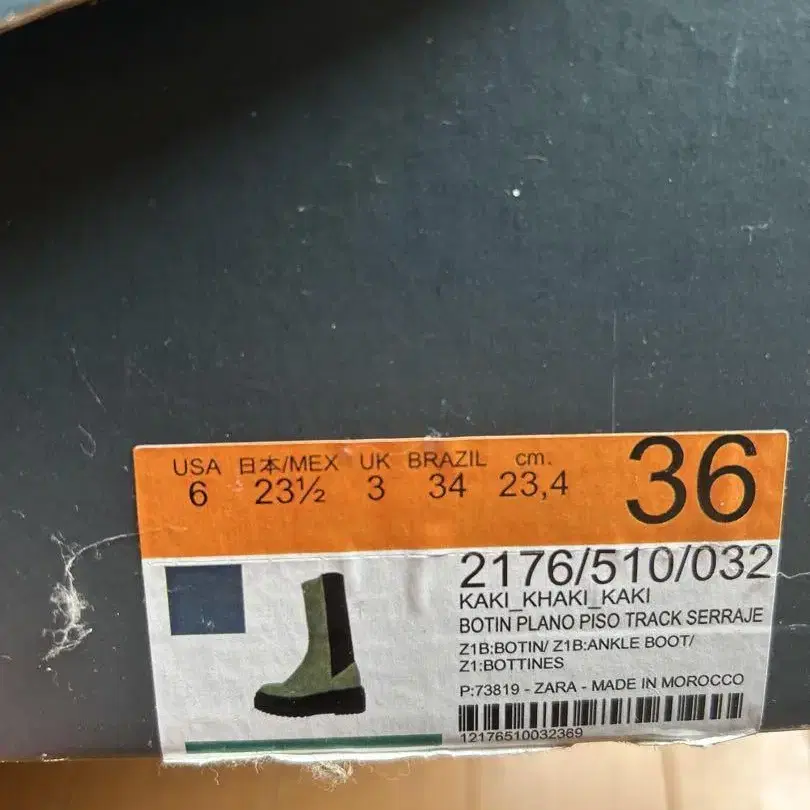 USA 日本/MEX UK BRAZIL cm.
6 23½ 3 34 23,4
36
2176/510/032
KAKI_KHAKI_KAKI
BOTIN PLANO PISO TRACK SERRAJE
Z1B:BOTIN/ Z1B:ANKLE BOOT/
Z1:BOTTINES
P:73819 - ZARA - MADE IN MOROCCO
12176510032369